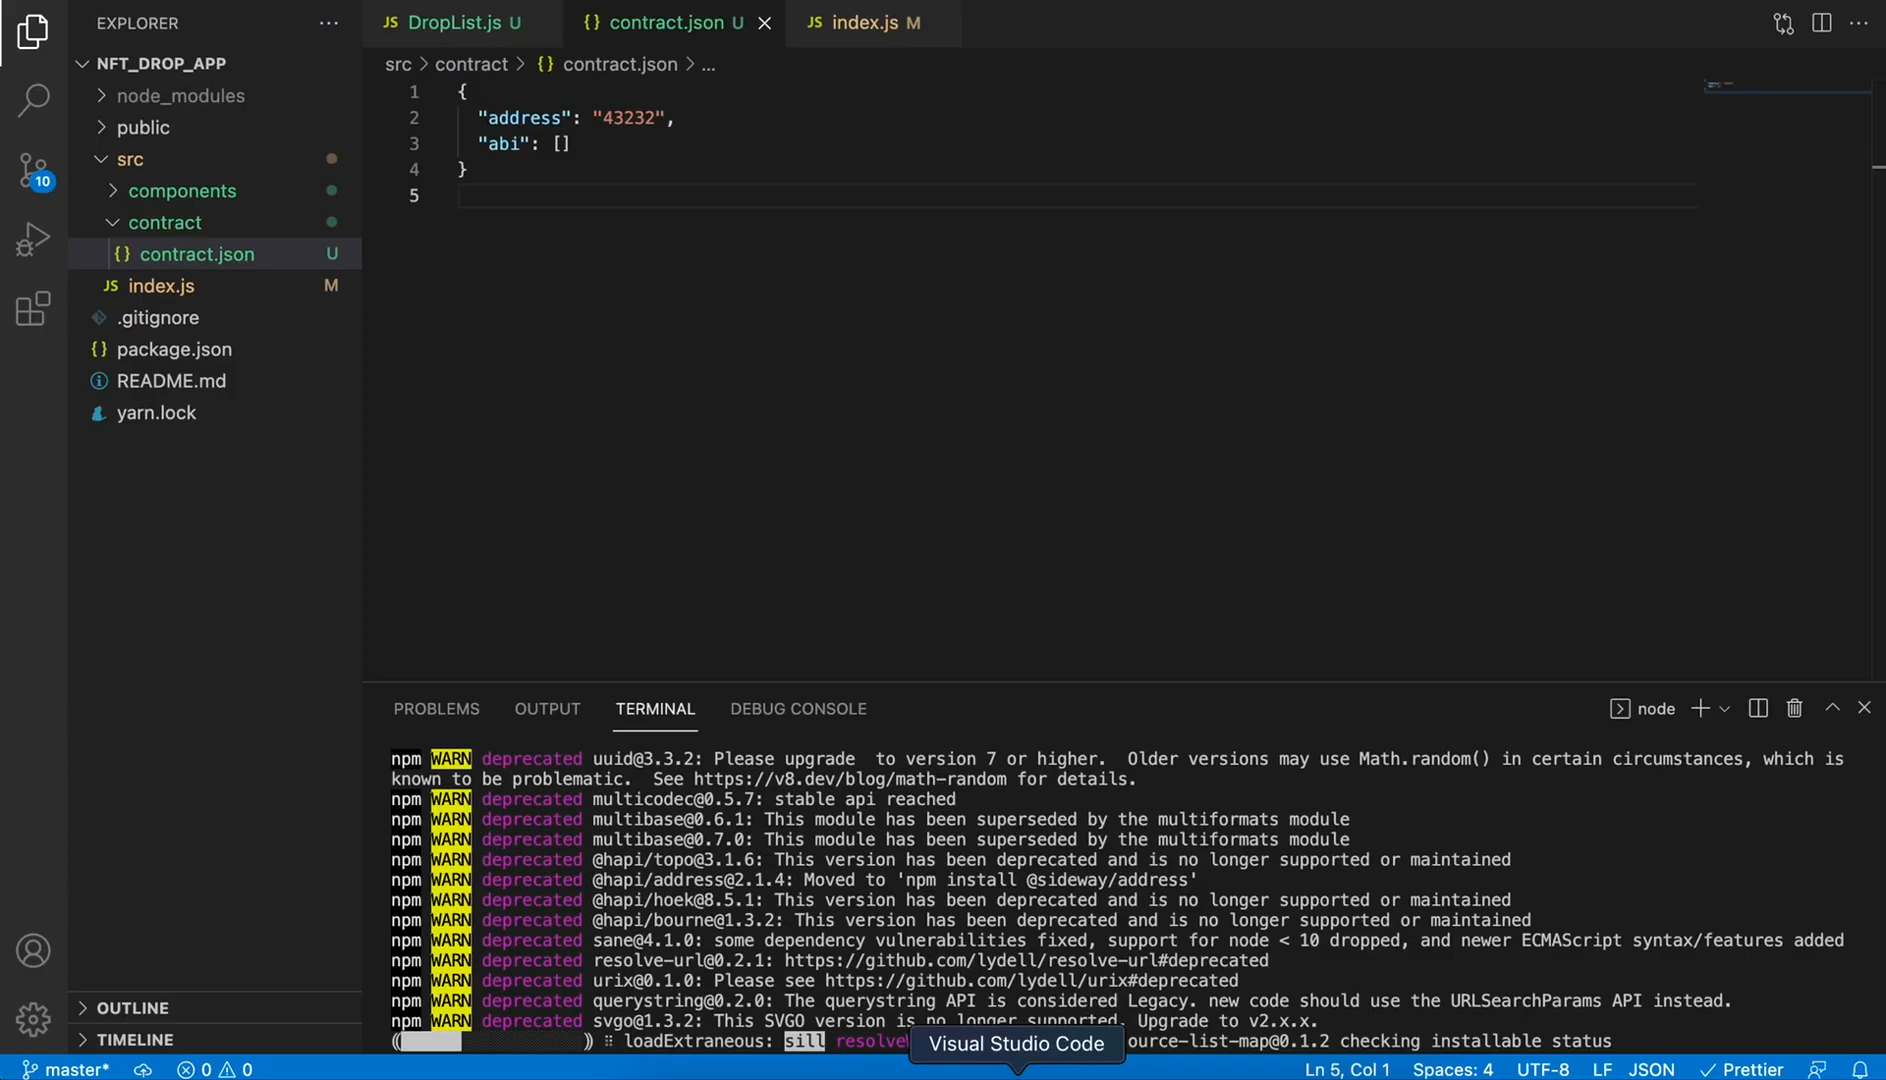 EXPLORER
NFT_DROP_APP
node_modules
public
src
components
contract
{} contract.json U
JS index.js M
.gitignore
{} package.json
README.md
yarn.lock
OUTLINE
TIMELINE
10
JS DropList.js U
{} contract.json U
JS index.js M
src > contract > {} contract.json > ...
1 {
2 "address": "43232",
3 "abi": []
4 }
5
PROBLEMS OUTPUT TERMINAL DEBUG CONSOLE
node
npm WARN deprecated uuid@3.3.2: Please upgrade  to version 7 or higher.  Older versions may use Math.random() in certain circumstances, which is
known to be problematic.  See https://v8.dev/blog/math-random for details.
npm WARN deprecated multicodec@0.5.7: stable api reached
npm WARN deprecated multibase@0.6.1: This module has been superseded by the multiformats module
npm WARN deprecated multibase@0.7.0: This module has been superseded by the multiformats module
npm WARN deprecated @hapi/topo@3.1.6: This version has been deprecated and is no longer supported or maintained
npm WARN deprecated @hapi/address@2.1.4: Moved to 'npm install @sideway/address'
npm WARN deprecated @hapi/hoek@8.5.1: This version has been deprecated and is no longer supported or maintained
npm WARN deprecated @hapi/bourne@1.3.2: This version has been deprecated and is no longer supported or maintained
npm WARN deprecated sane@4.1.0: some dependency vulnerabilities fixed, support for node < 10 dropped, and newer ECMAScript syntax/features added
npm WARN deprecated resolve-url@0.2.1: https://github.com/lydell/resolve-url#deprecated
npm WARN deprecated urix@0.1.0: Please see https://github.com/lydell/urix#deprecated
npm WARN deprecated querystring@0.2.0: The querystring API is considered Legacy. new code should use the URLSearchParams API instead.
npm WARN deprecated svgo@1.3.2: This SVGO version is no longer supported. Upgrade to v2.x.x.
loadExtraneous: sill resolve ource-list-map@0.1.2 checking installable status
Visual Studio Code
master* 0 0
Ln 5, Col 1 Spaces: 4 UTF-8 LF JSON Prettier